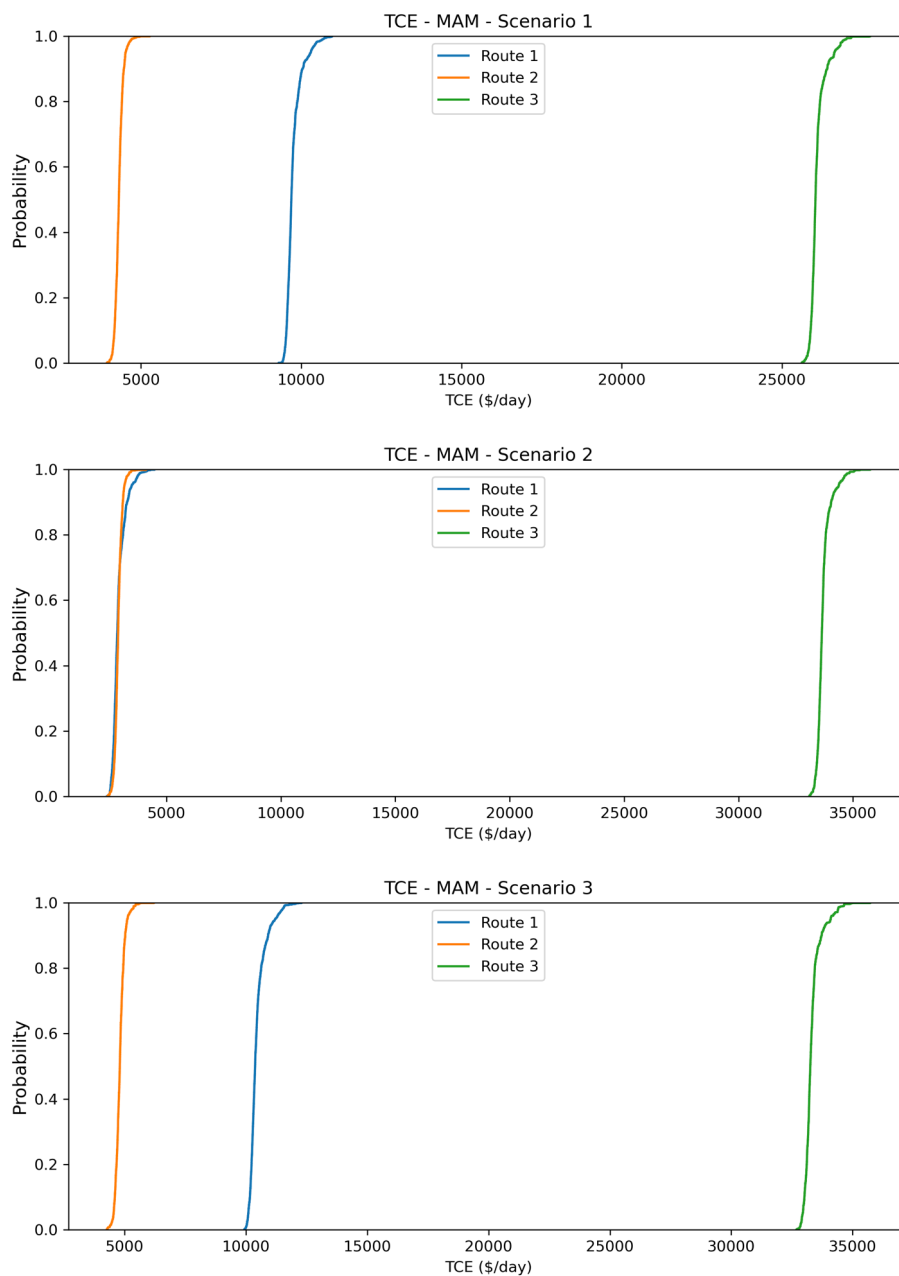 TCE - MAM - Scenario 1
1.0
0.8
0.6
0.4
0.2
0.0
Probability
Route 1
Route 2
Route 3
5000 10000 15000 20000 25000
TCE ($/day)
TCE - MAM - Scenario 2
1.0
0.8
0.6
0.4
0.2
0.0
Probability
Route 1
Route 2
Route 3
5000 10000 15000 20000 25000 30000 35000
TCE ($/day)
TCE - MAM - Scenario 3
1.0
0.8
0.6
0.4
0.2
0.0
Probability
Route 1
Route 2
Route 3
5000 10000 15000 20000 25000 30000 35000
TCE ($/day)